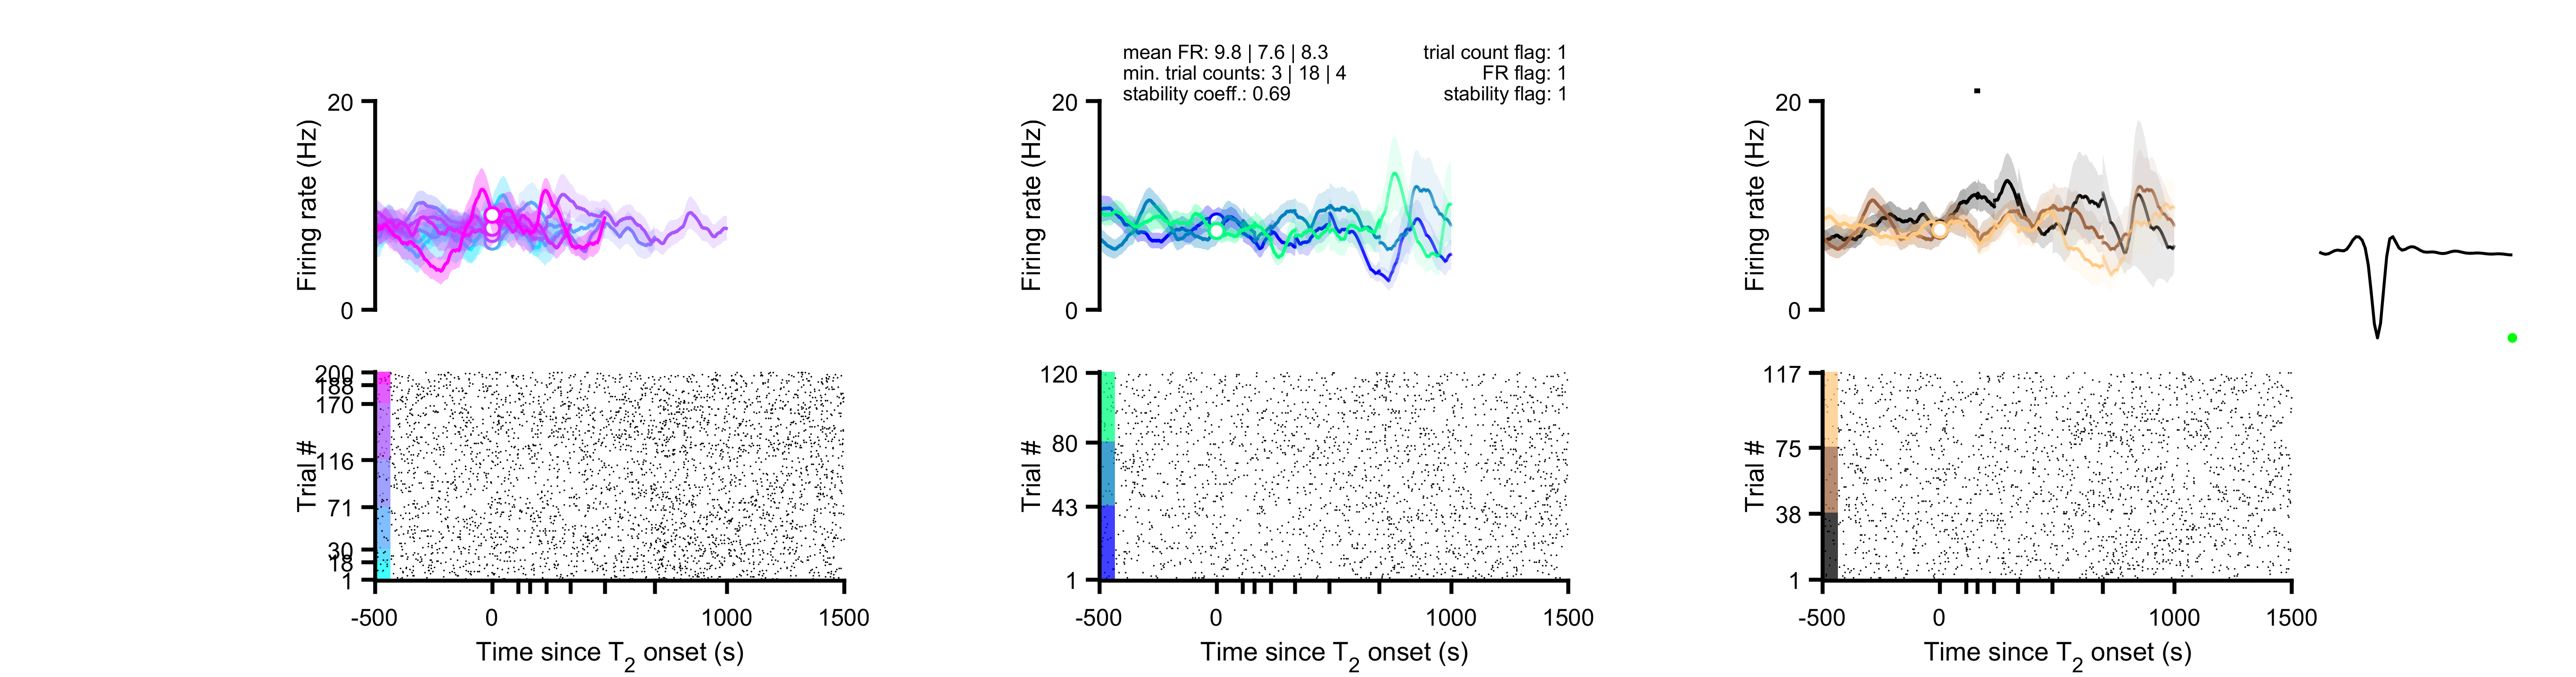 mean FR: 9.8 | 7.6 | 8.3
min. trial counts: 3 | 18 | 4
stability coeff.: 0.69
trial count flag: 1
FR flag: 1
stability flag: 1
20
Firing rate (Hz)
0
20
Firing rate (Hz)
0
20
Firing rate (Hz)
0
200
188
170
116
71
30
18
1
Trial #
-500
0
1000
1500
Time since T2 onset (s)
120
80
43
1
Trial #
-500
0
1000
1500
Time since T2 onset (s)
117
75
38
1
Trial #
-500
0
1000
1500
Time since T2 onset (s)